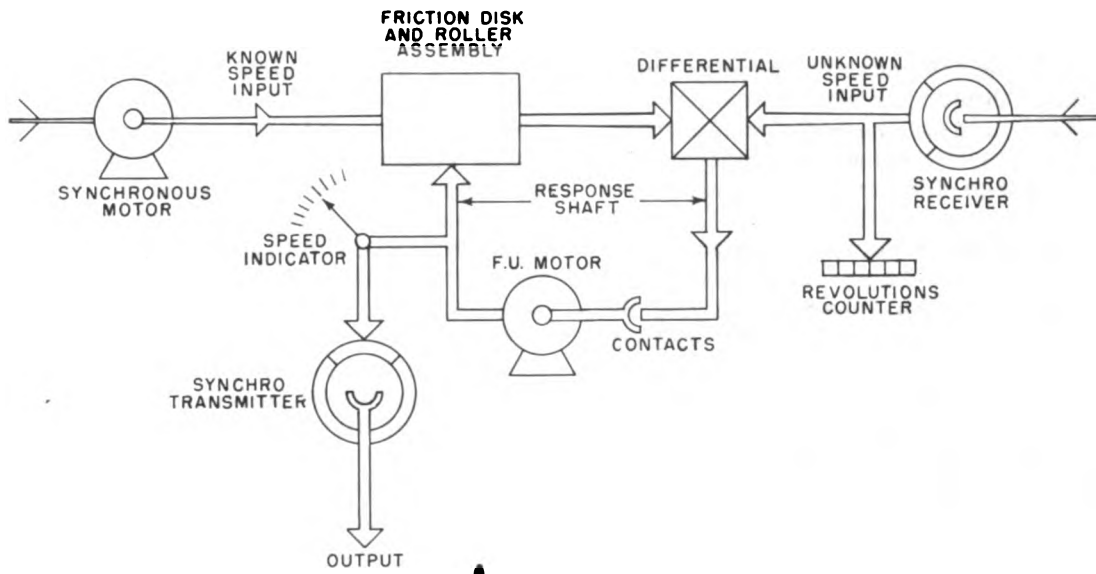 FRICTION DISK
AND ROLLER
ASSEMBLY
KNOWN
SPEED
INPUT
DIFFERENTIAL
UNKNOWN
SPEED
INPUT
SYNCHRONOUS
MOTOR
RESPONSE
SHAFT
SYNCHRO
RECEIVER
SPEED
INDICATOR
F.U. MOTOR
REVOLUTIONS
COUNTER
CONTACTS
SYNCHRO
TRANSMITTER
OUTPUT